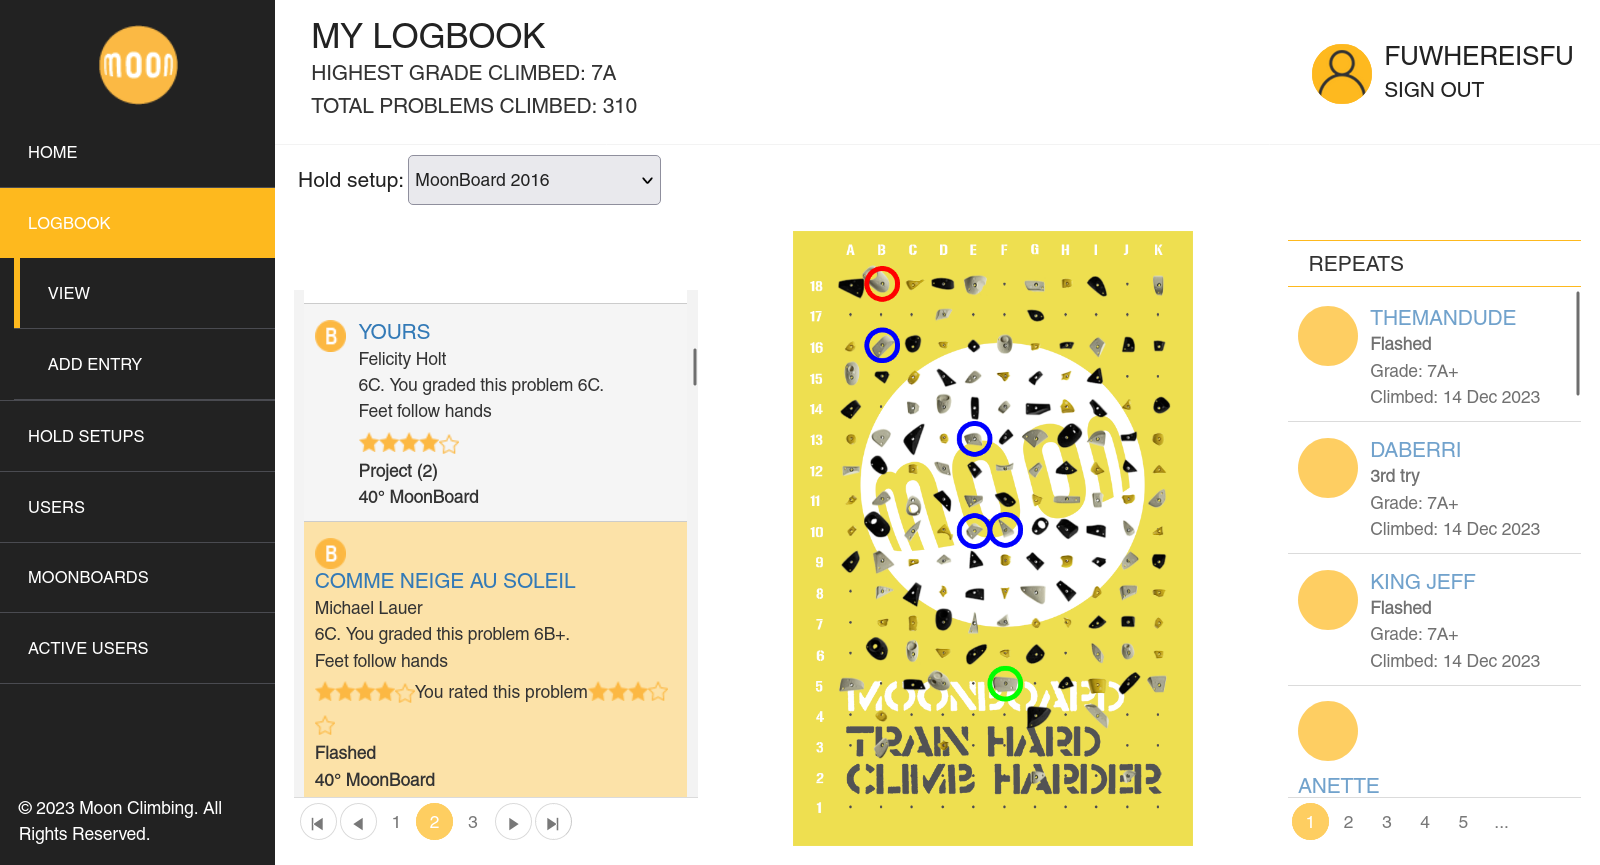 moon
HOME
LOGBOOK
VIEW
ADD ENTRY
HOLD SETUPS
USERS
MOONBOARDS
ACTIVE USERS
© 2023 Moon Climbing. All
Rights Reserved.
MY LOGBOOK
HIGHEST GRADE CLIMBED: 7A
TOTAL PROBLEMS CLIMBED: 310
FUWHEREISFU
SIGN OUT
Hold setup: MoonBoard 2016
B YOURS
Felicity Holt
6C. You graded this problem 6C.
Feet follow hands
Project (2)
40° MoonBoard
B
COMME NEIGE AU SOLEIL
Michael Lauer
6C. You graded this problem 6B+.
Feet follow hands
You rated this problem
Flashed
40° MoonBoard
1 2 3
A B C D E F G H I J K
18
17
16
15
14
13
12
11
10
9
8
7
6
5
4
3
2
1
moon
MOONBOARD
TRAIN HARD
CLIMB HARDER
REPEATS
THEMANDUDE
Flashed
Grade: 7A+
Climbed: 14 Dec 2023
DABERRI
3rd try
Grade: 7A+
Climbed: 14 Dec 2023
KING JEFF
Flashed
Grade: 7A+
Climbed: 14 Dec 2023
ANETTE
1 2 3 4 5 ...